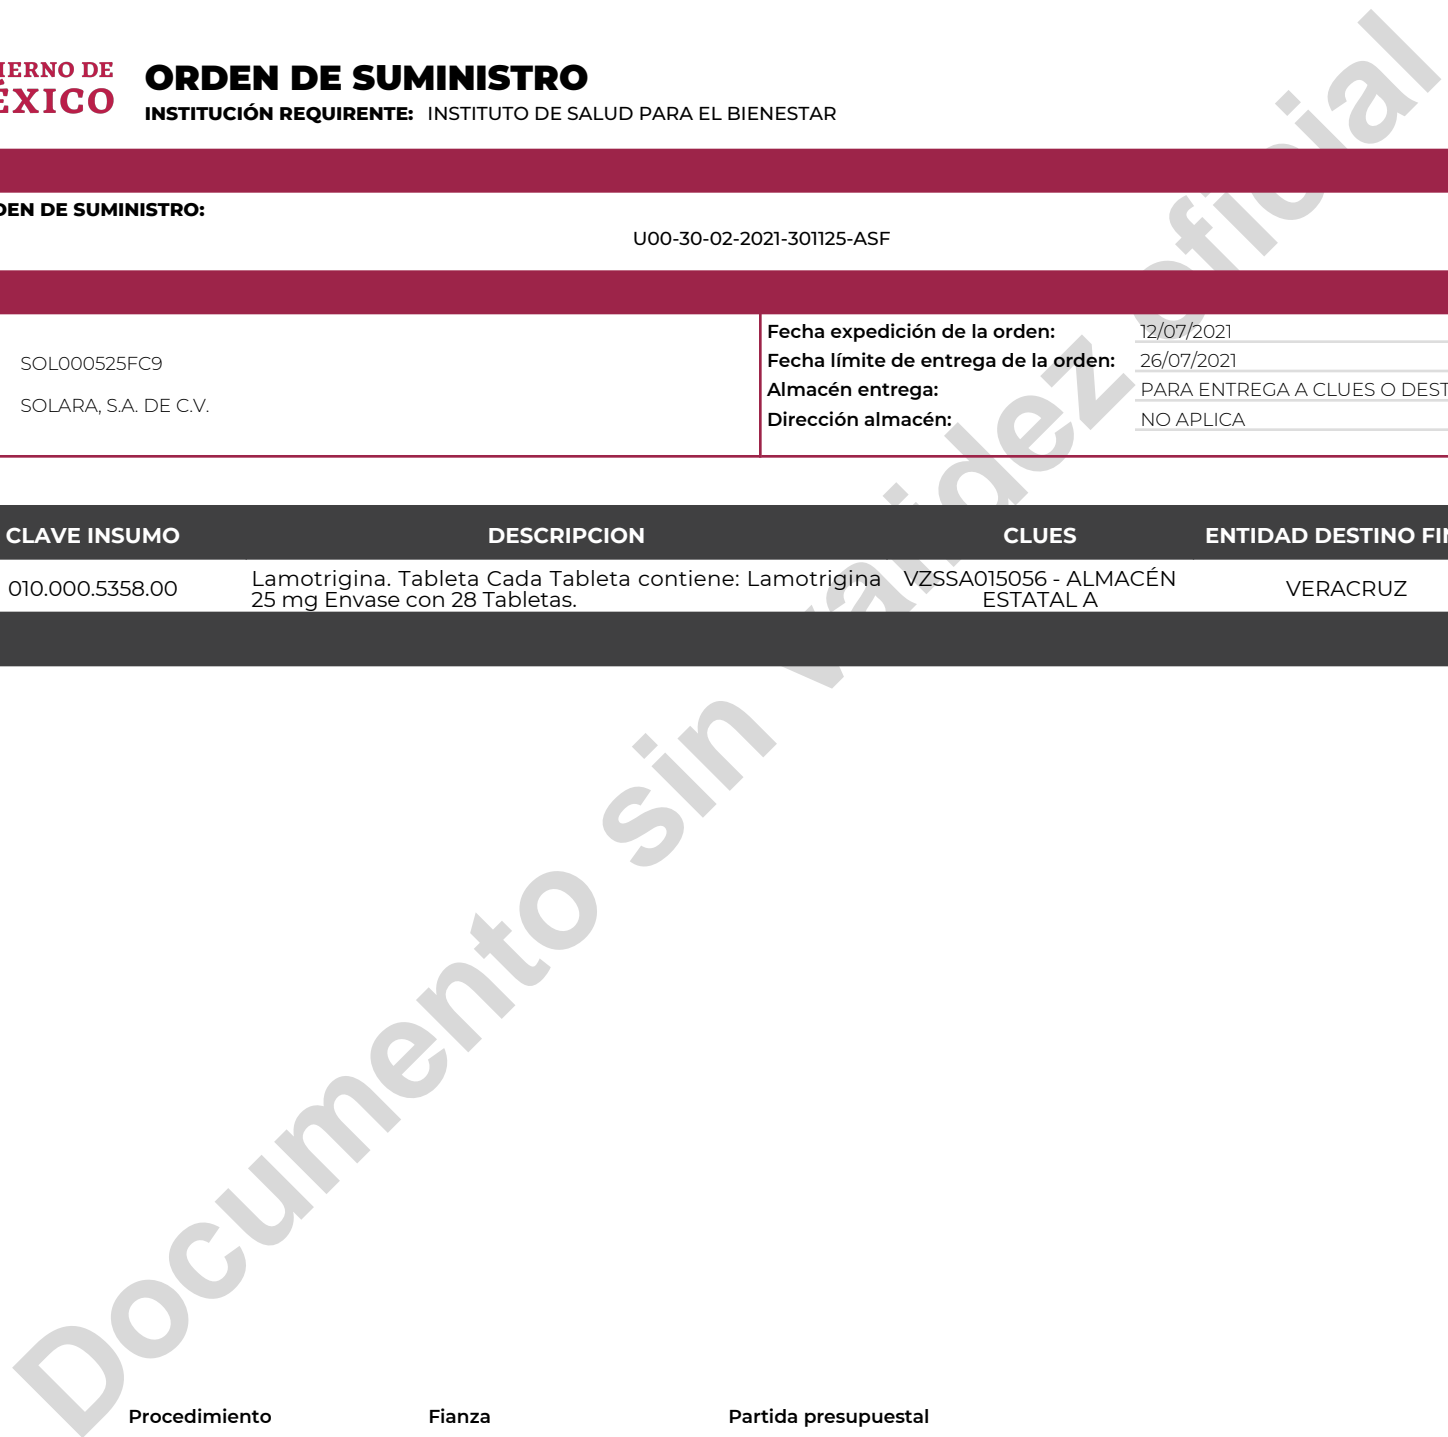 IERNO DE
ÉXICO
ORDEN DE SUMINISTRO
INSTITUCIÓN REQUIRENTE: INSTITUTO DE SALUD PARA EL BIENESTAR
DEN DE SUMINISTRO:
U00-30-02-2021-301125-ASF
SOL000525FC9
SOLARA, S.A. DE C.V.
Fecha expedición de la orden: 12/07/2021
Fecha límite de entrega de la orden: 26/07/2021
Almacén entrega: PARA ENTREGA A CLUES O DEST
Dirección almacén: NO APLICA
CLAVE INSUMO DESCRIPCION CLUES ENTIDAD DESTINO FIN
010.000.5358.00 Lamotrigina. Tableta Cada Tableta contiene: Lamotrigina VZSSA015056 - ALMACÉN VERACRUZ
25 mg Envase con 28 Tabletas. ESTATAL A
Documento sin validez oficial
Procedimiento Fianza Partida presupuestal